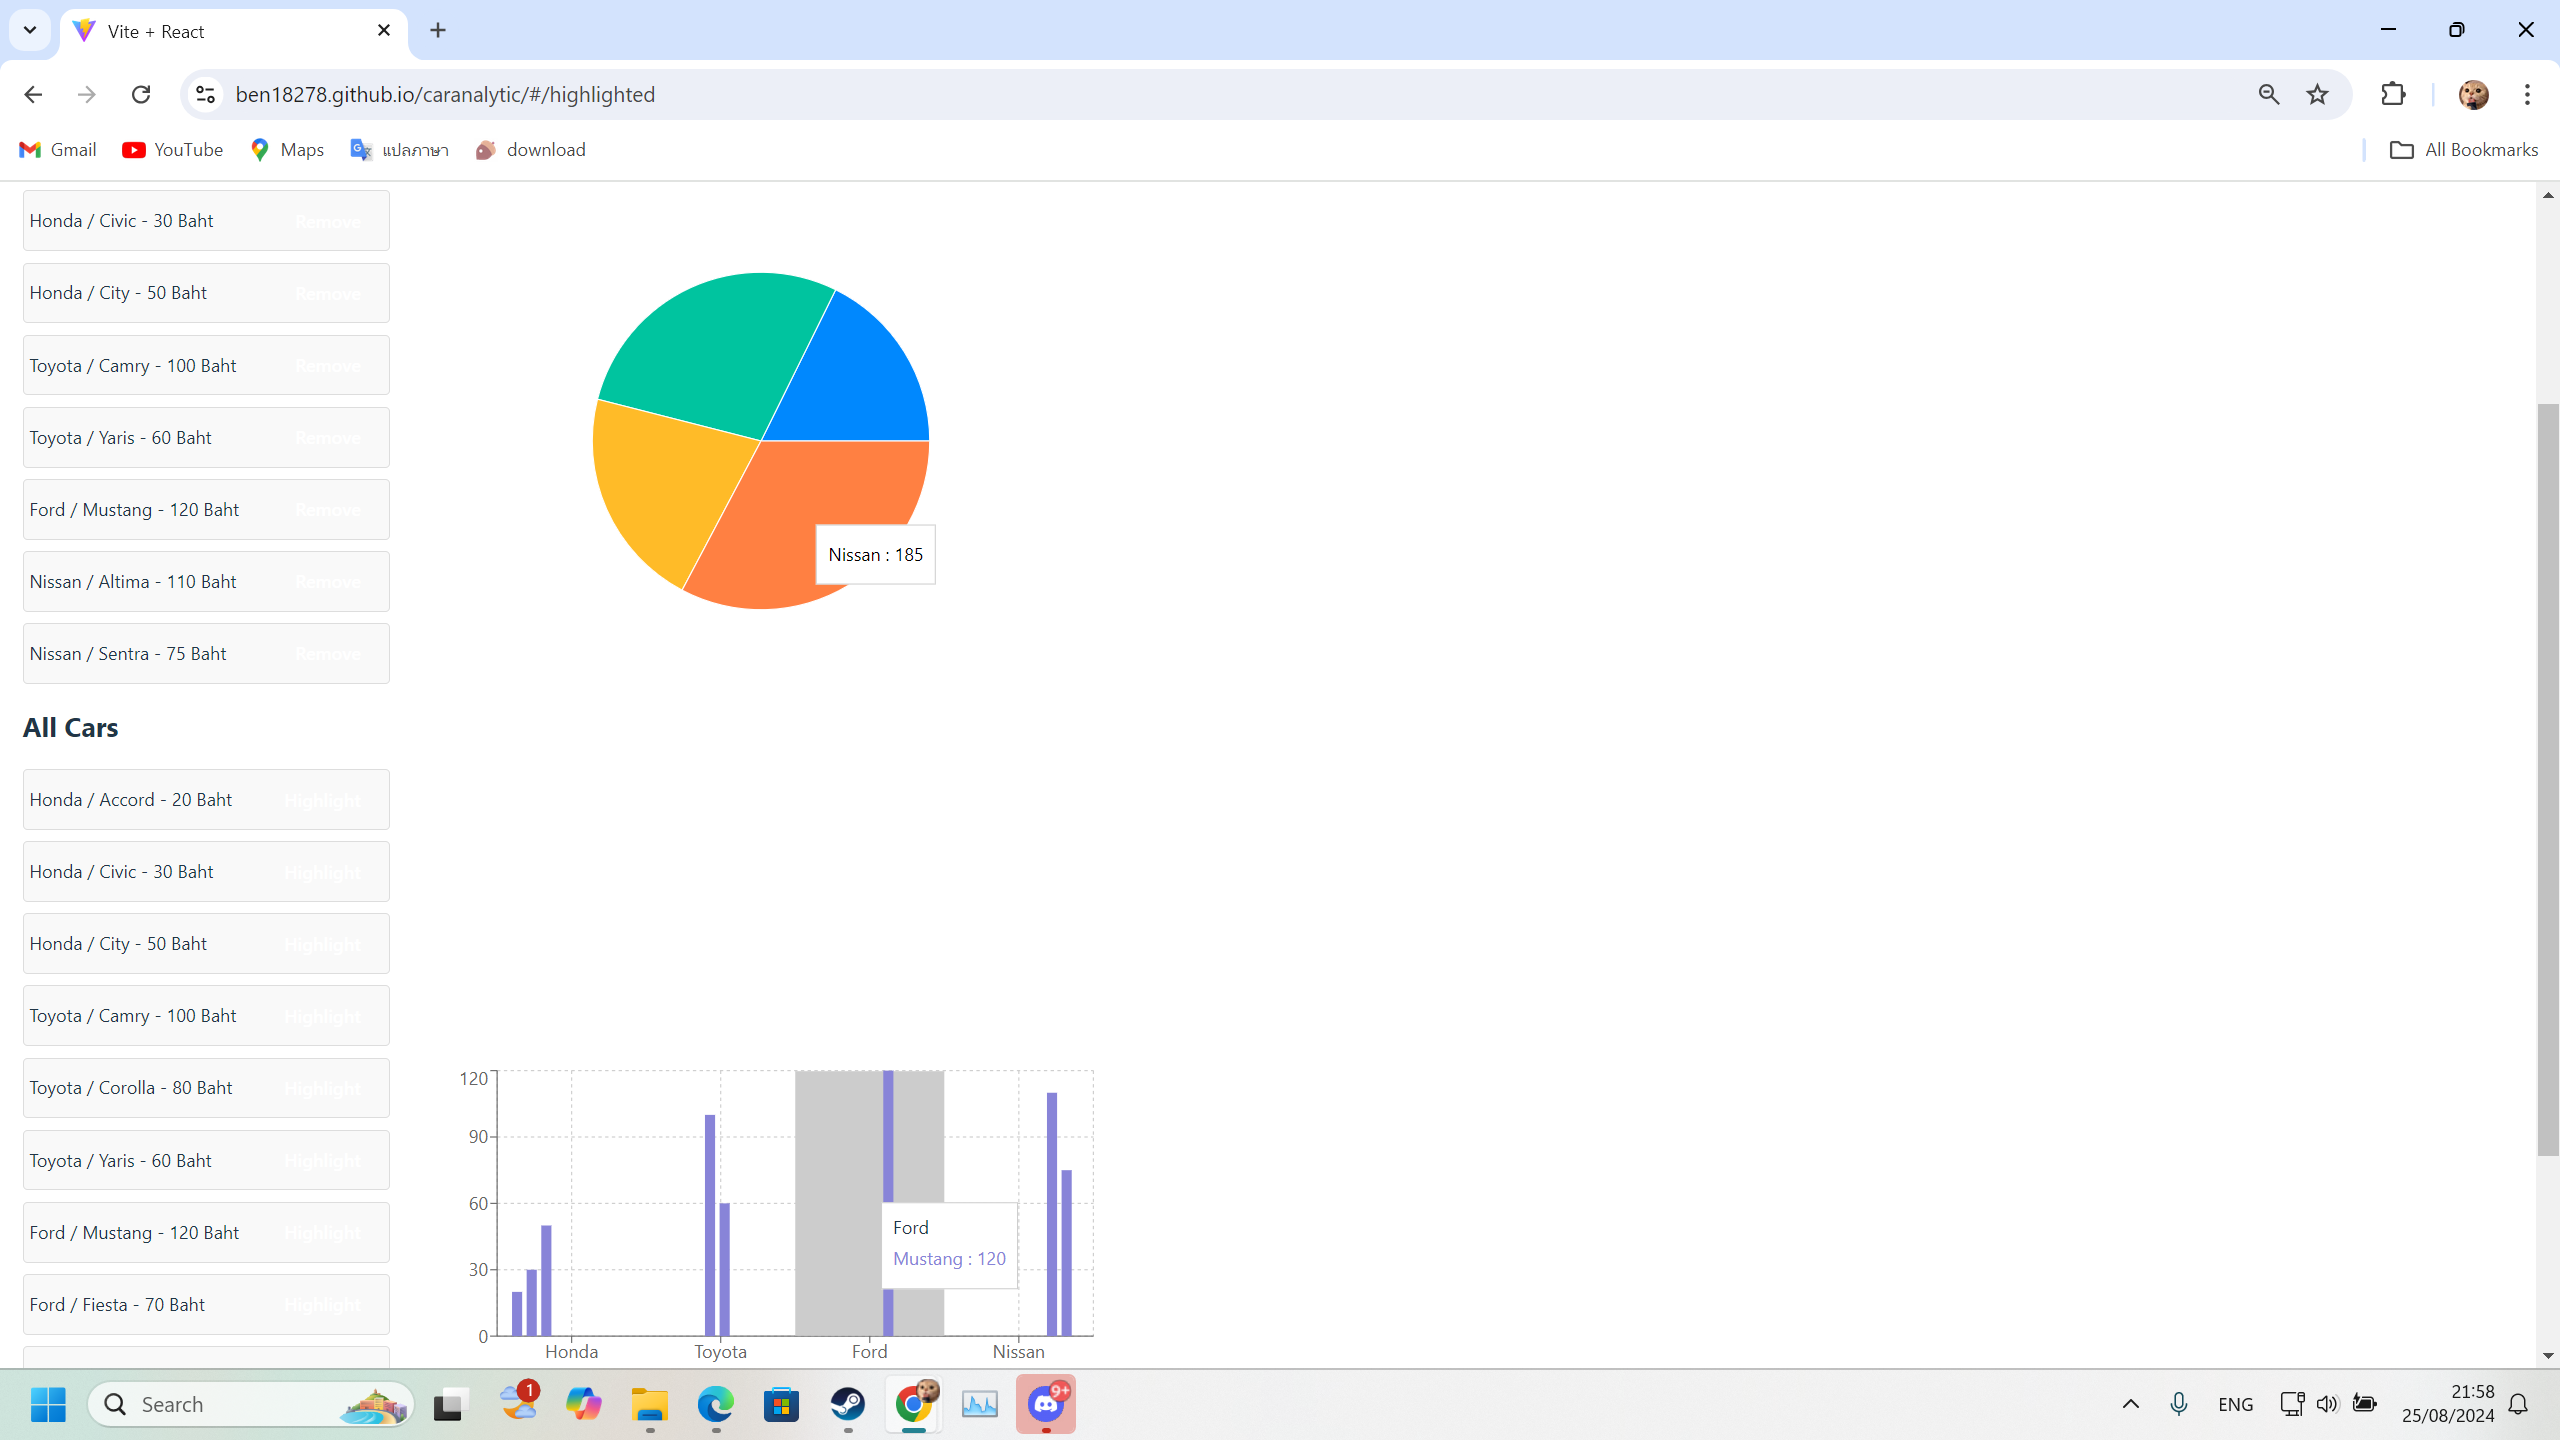 Vite + React
ben18278.github.io/caranalytic/#/highlighted
Gmail
YouTube
Maps
แปลภาษา
download
All Bookmarks
Honda / Civic - 30 Baht
Remove
Honda / City - 50 Baht
Remove
Toyota / Camry - 100 Baht
Remove
Toyota / Yaris - 60 Baht
Remove
Ford / Mustang - 120 Baht
Remove
Nissan / Altima - 110 Baht
Remove
Nissan / Sentra - 75 Baht
Remove
Nissan : 185
All Cars
Honda / Accord - 20 Baht
Highlight
Honda / Civic - 30 Baht
Highlight
Honda / City - 50 Baht
Highlight
Toyota / Camry - 100 Baht
Highlight
Toyota / Corolla - 80 Baht
Highlight
Toyota / Yaris - 60 Baht
Highlight
Ford / Mustang - 120 Baht
Highlight
Ford / Fiesta - 70 Baht
Highlight
120
90
60
30
0
Ford
Mustang : 120
Honda
Toyota
Ford
Nissan
Search
1
9+
ENG
21:58
25/08/2024